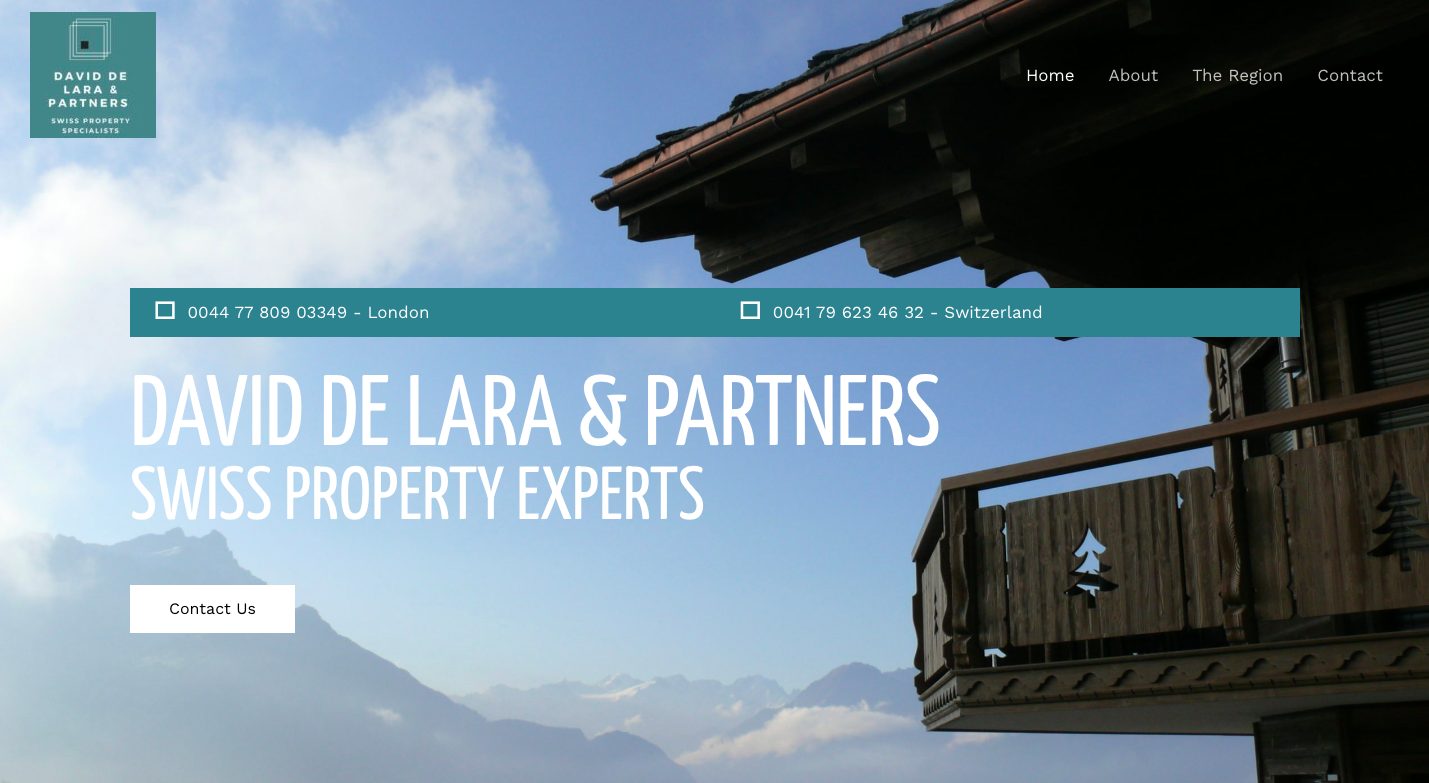 DAVID DE
LARA &
PARTNERS
SWISS PROPERTY
SPECIALISTS
Home About The Region Contact
0044 77 809 03349 - London
0041 79 623 46 32 - Switzerland
DAVID DE LARA & PARTNERS
SWISS PROPERTY EXPERTS
Contact Us